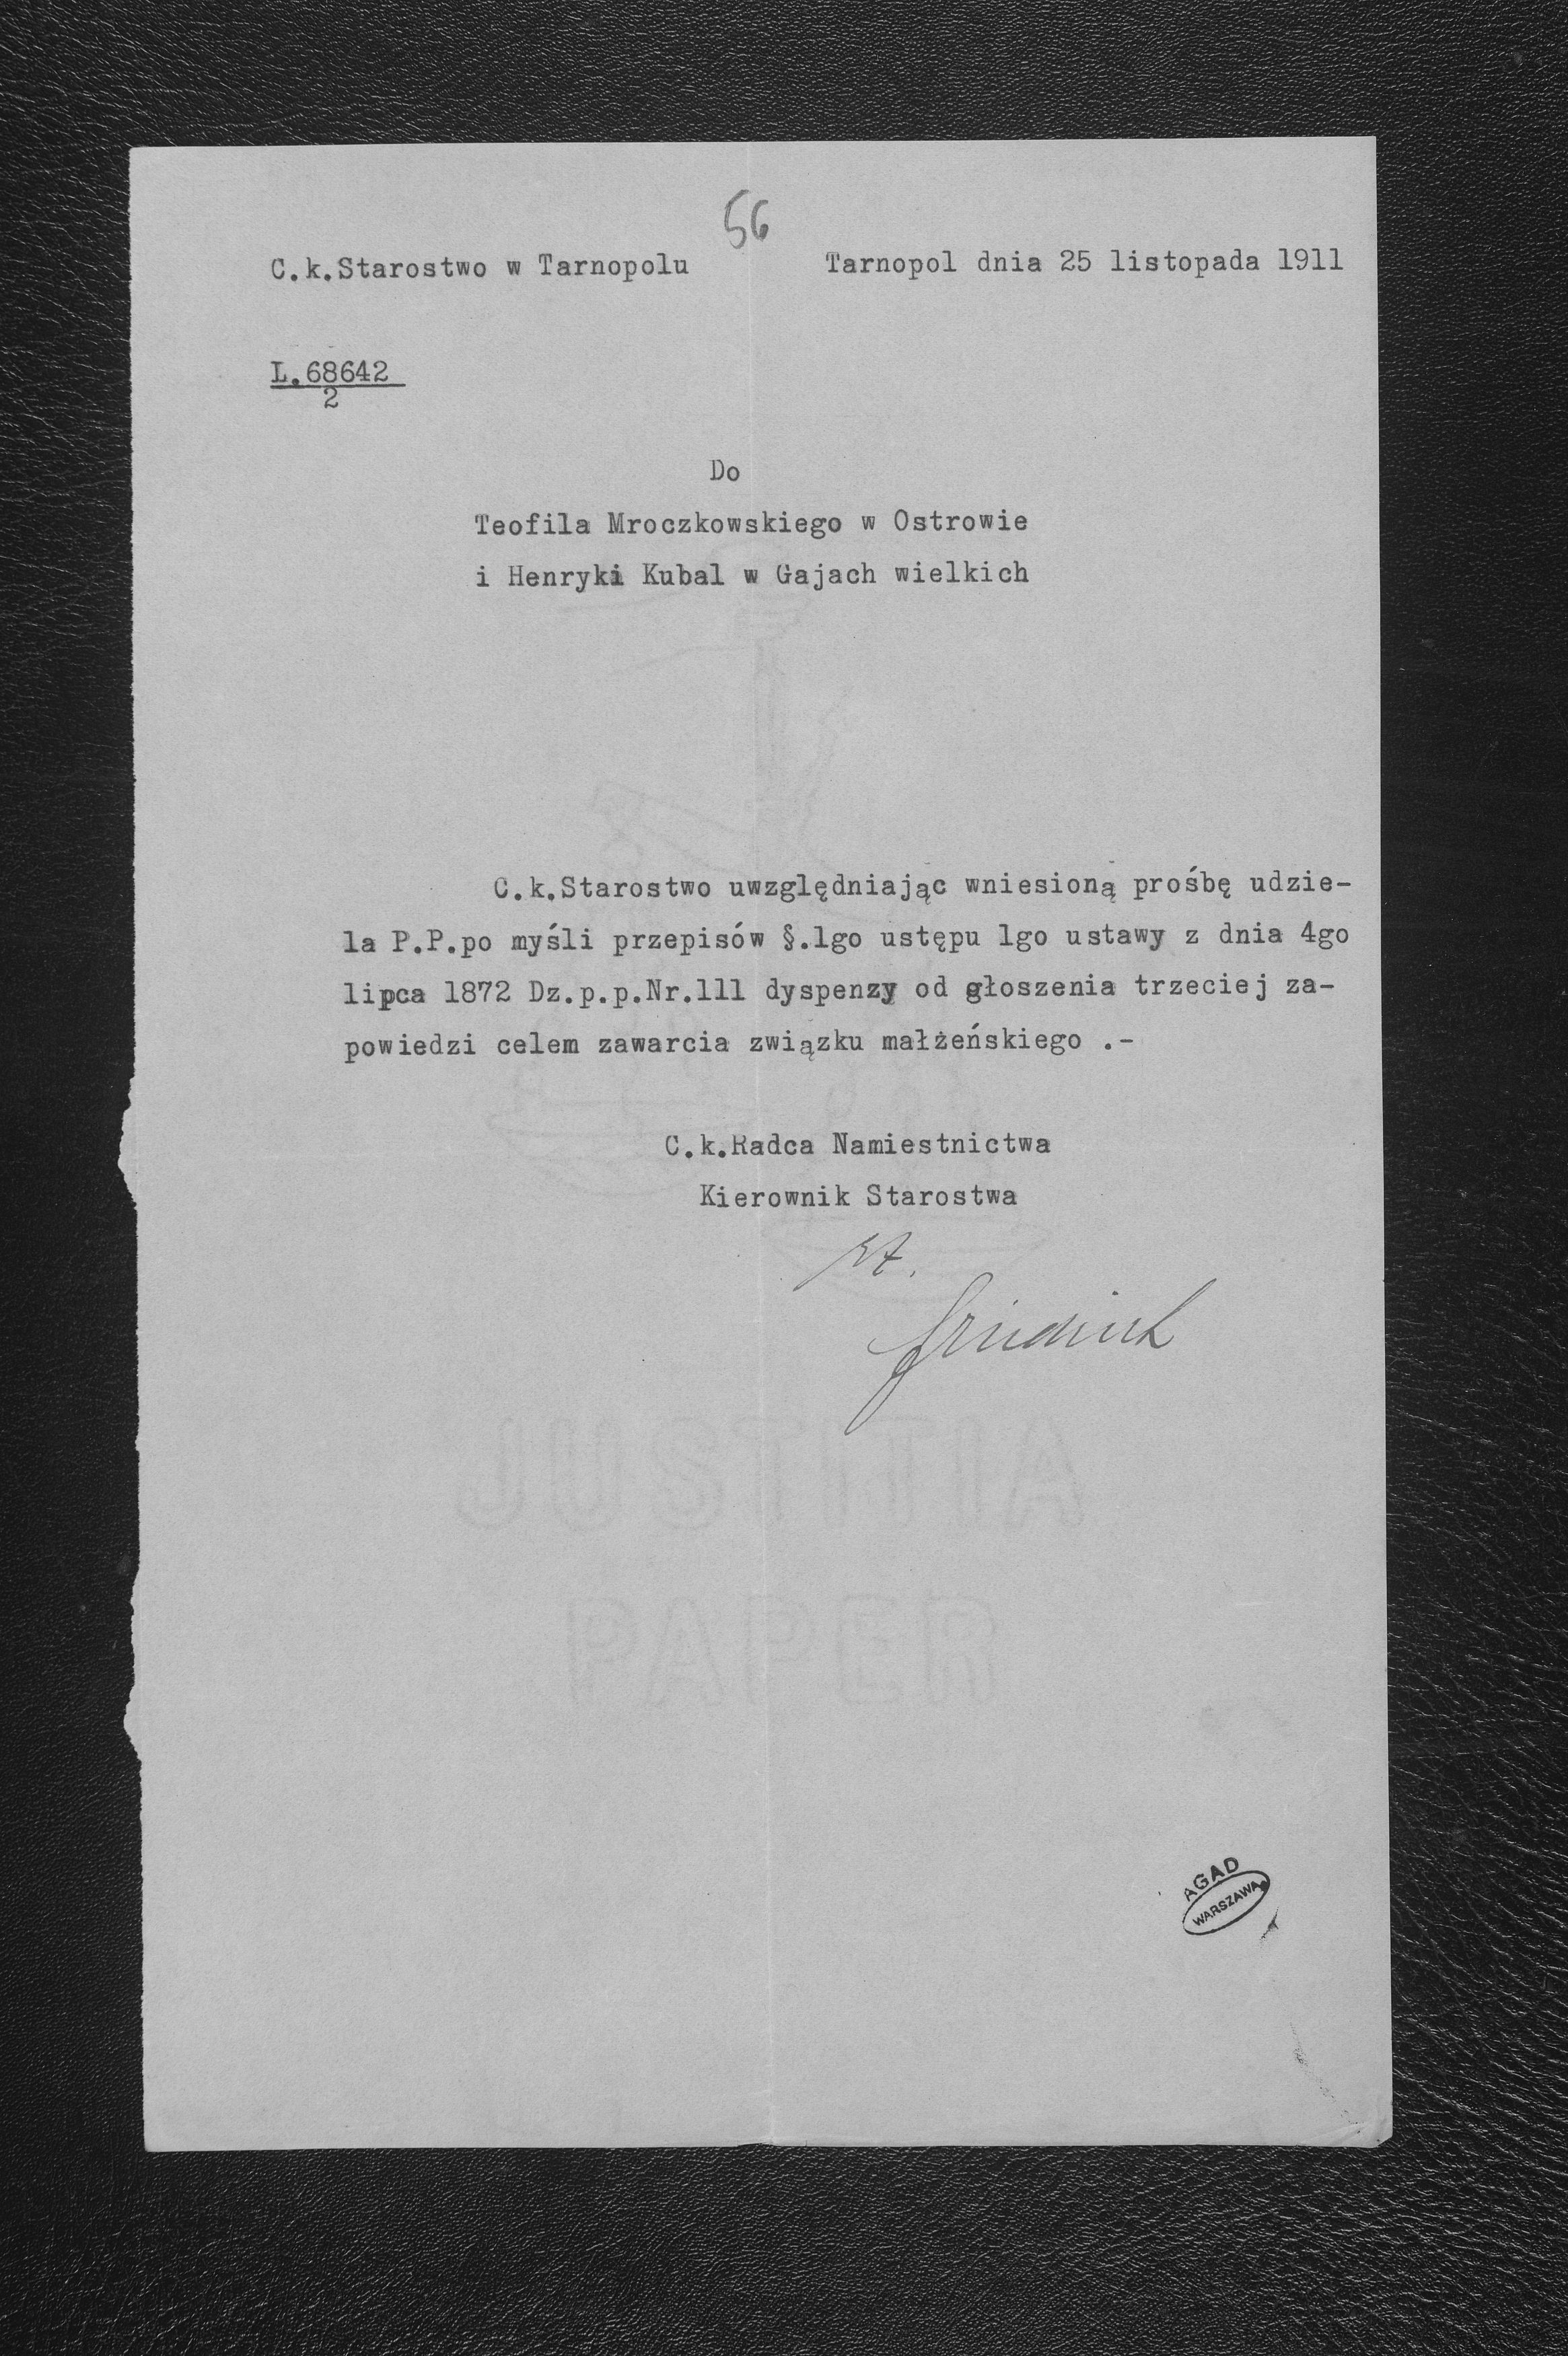 56
C.k.Starostwo w Tarnopolu Tarnopol dnia 25 listopada 1911
L.68642
2
Do
Teofila Mroczkowskiego w Ostrowie
i Henryki Kubal w Gajach wielkich
C.k.Starostwo uwzględniając wniesioną prośbę udzie-
la P.P.po myśli przepisów §.1go ustępu 1go ustawy z dnia 4go
lipca 1872 Dz.p.p.Nr.111 dyspenzy od głoszenia trzeciej za-
powiedzi celem zawarcia związku małżeńskiego .-
C.k.Radca Namiestnictwa
Kierownik Starostwa
JUSTITIA
PAPER
AGAD
WARSZAWA